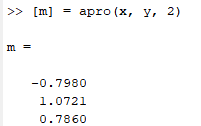 >> [m] = apro(x, y, 2)
m =
-0.7980
1.0721
0.7860